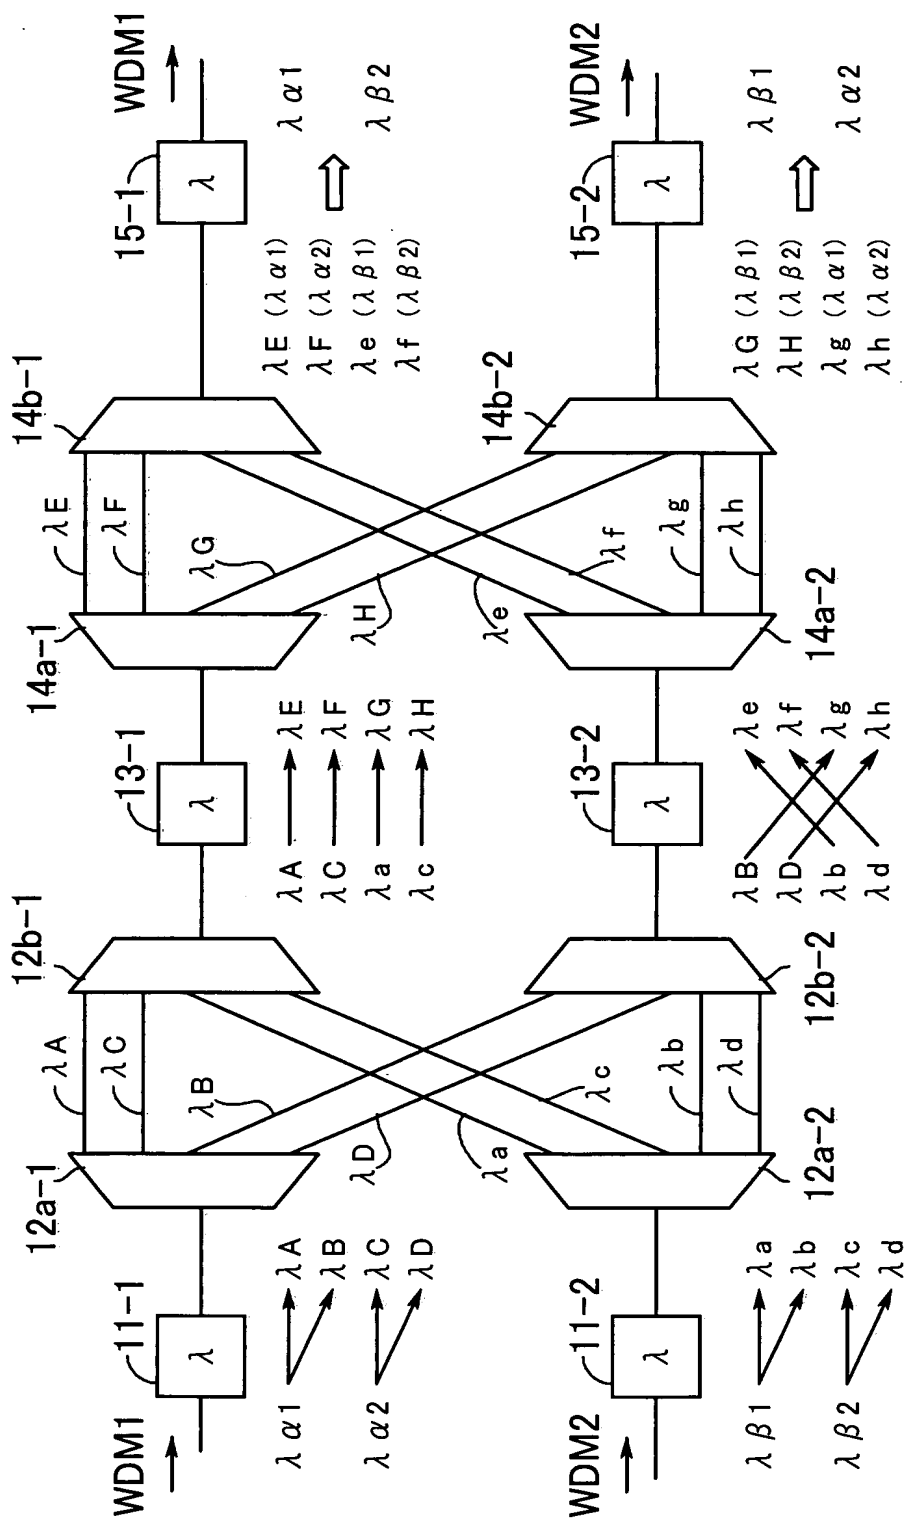 WDM1
11-1
λ
λα1
λα2
λA
λB
λC
λD
12a-1
λA
λC
λB
λD
12b-1
13-1
λ
λA λE
λC λF
λa λG
λc λH
14a-1
λE
λF
λG
λH
14b-1
15-1
λ
WDM1
λE (λα1)
λF (λα2)
λe (λβ1)
λf (λβ2)
λα1
λβ2
WDM2
11-2
λ
λβ1
λβ2
λa
λb
λc
λd
12a-2
λa
λc
λb
λd
12b-2
13-2
λ
λB λe
λD λf
λb λg
λd λh
14a-2
λe
λf
λg
λh
14b-2
15-2
λ
WDM2
λG (λβ1)
λH (λβ2)
λg (λα1)
λh (λα2)
λβ1
λα2